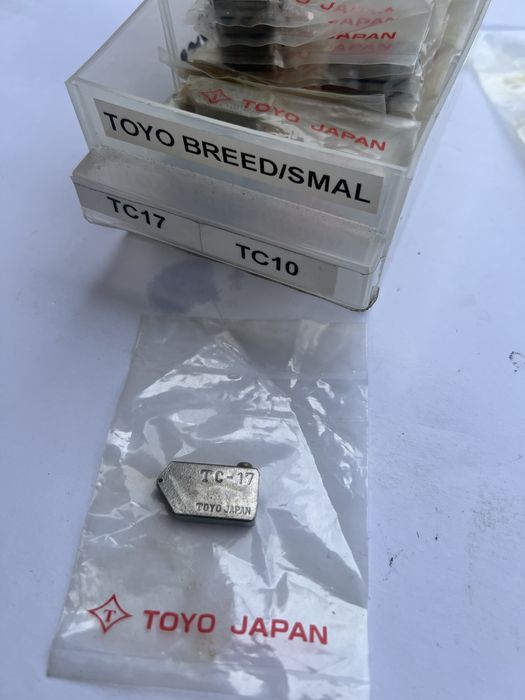 TOYO JAPAN
TOYO JAPAN
TOYO BREED/SMAL
TC17
TC10
TC-17
TOYO JAPAN
T TOYO JAPAN